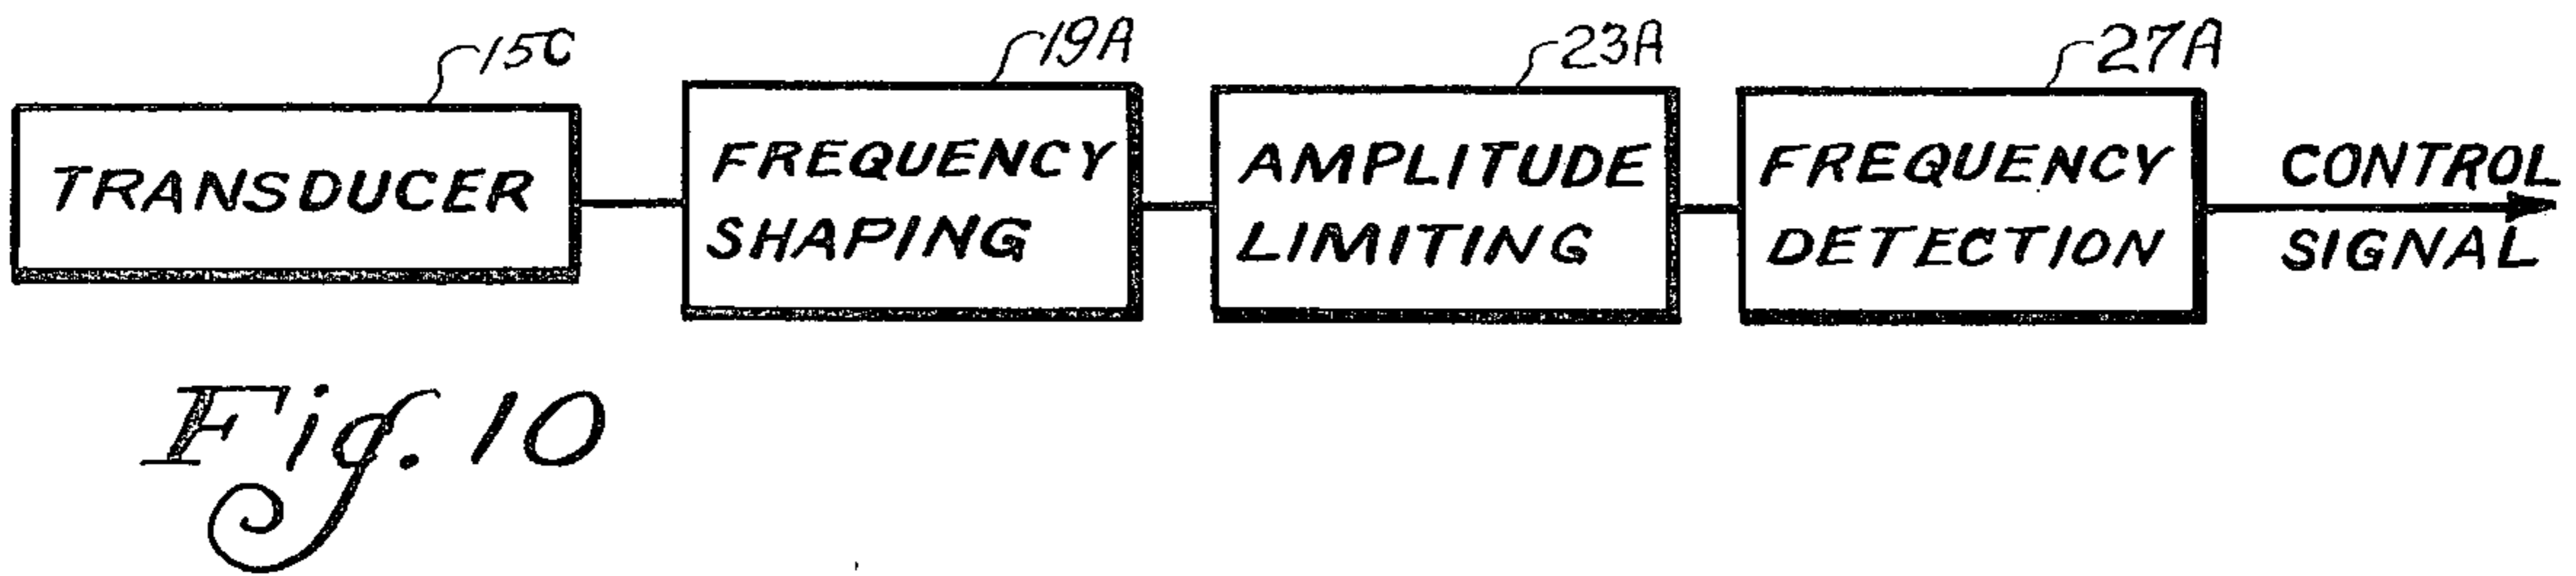 15C
19A
23A
27A
TRANSDUCER
FREQUENCY
SHAPING
AMPLITUDE
LIMITING
FREQUENCY
DETECTION
CONTROL
SIGNAL
Fig. 10